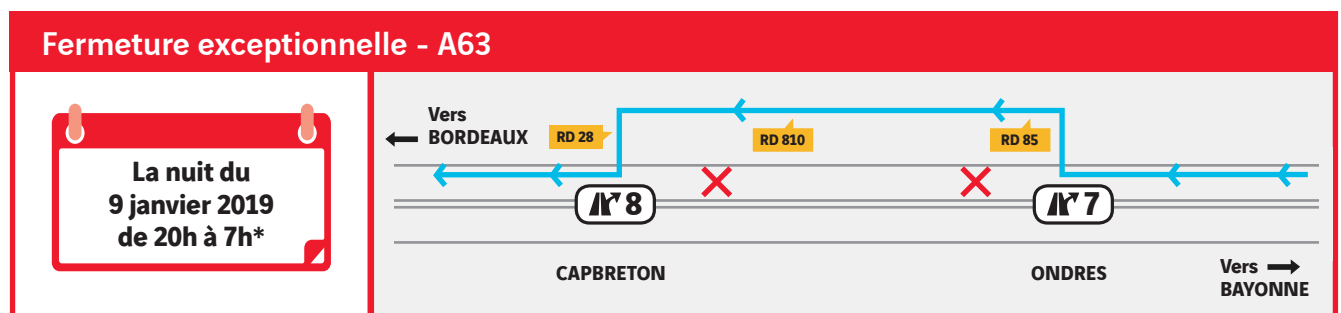 Fermeture exceptionnelle - A63
La nuit du
9 janvier 2019
de 20h à 7h*
Vers
BORDEAUX
RD 28
RD 810
RD 85
8
7
CAPBRETON
ONDRES
Vers
BAYONNE